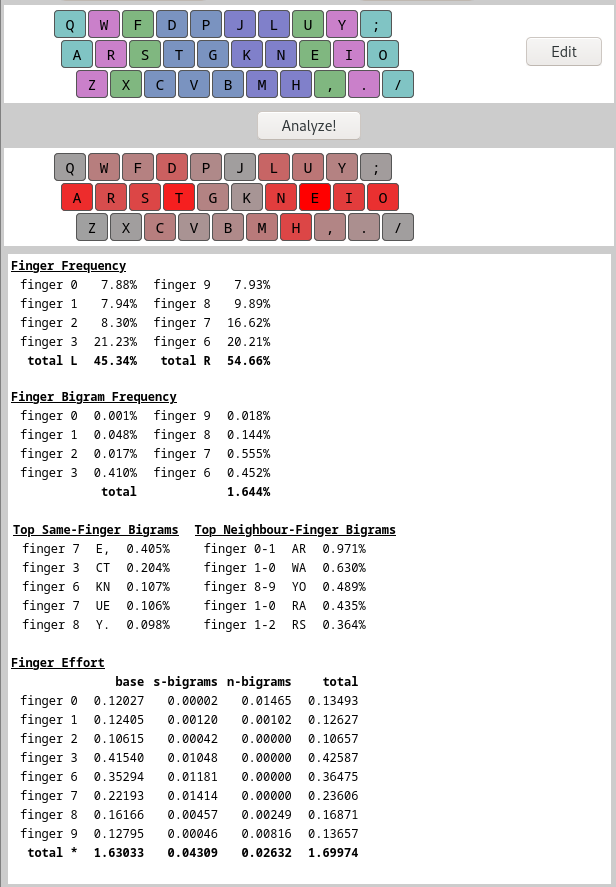 Q W F D P J L U Y ;
A R S T G K N E I O
Edit
Z X C V B M H , . /
Analyze!
Q W F D P J L U Y ;
A R S T G K N E I O
Z X C V B M H , . /
Finger Frequency
finger 0 7.88% finger 9 7.93%
finger 1 7.94% finger 8 9.89%
finger 2 8.30% finger 7 16.62%
finger 3 21.23% finger 6 20.21%
total L 45.34% total R 54.66%
Finger Bigram Frequency
finger 0 0.001% finger 9 0.018%
finger 1 0.048% finger 8 0.144%
finger 2 0.017% finger 7 0.555%
finger 3 0.410% finger 6 0.452%
total 1.644%
Top Same-Finger Bigrams Top Neighbour-Finger Bigrams
finger 7 E, 0.405% finger 0-1 AR 0.971%
finger 3 CT 0.204% finger 1-0 WA 0.630%
finger 6 KN 0.107% finger 8-9 YO 0.489%
finger 7 UE 0.106% finger 1-0 RA 0.435%
finger 8 Y. 0.098% finger 1-2 RS 0.364%
Finger Effort
base s-bigrams n-bigrams total
finger 0 0.12027 0.00002 0.01465 0.13493
finger 1 0.12405 0.00120 0.00102 0.12627
finger 2 0.10615 0.00042 0.00000 0.10657
finger 3 0.41540 0.01048 0.00000 0.42587
finger 6 0.35294 0.01181 0.00000 0.36475
finger 7 0.22193 0.01414 0.00000 0.23606
finger 8 0.16166 0.00457 0.00249 0.16871
finger 9 0.12795 0.00046 0.00816 0.13657
total * 1.63033 0.04309 0.02632 1.69974